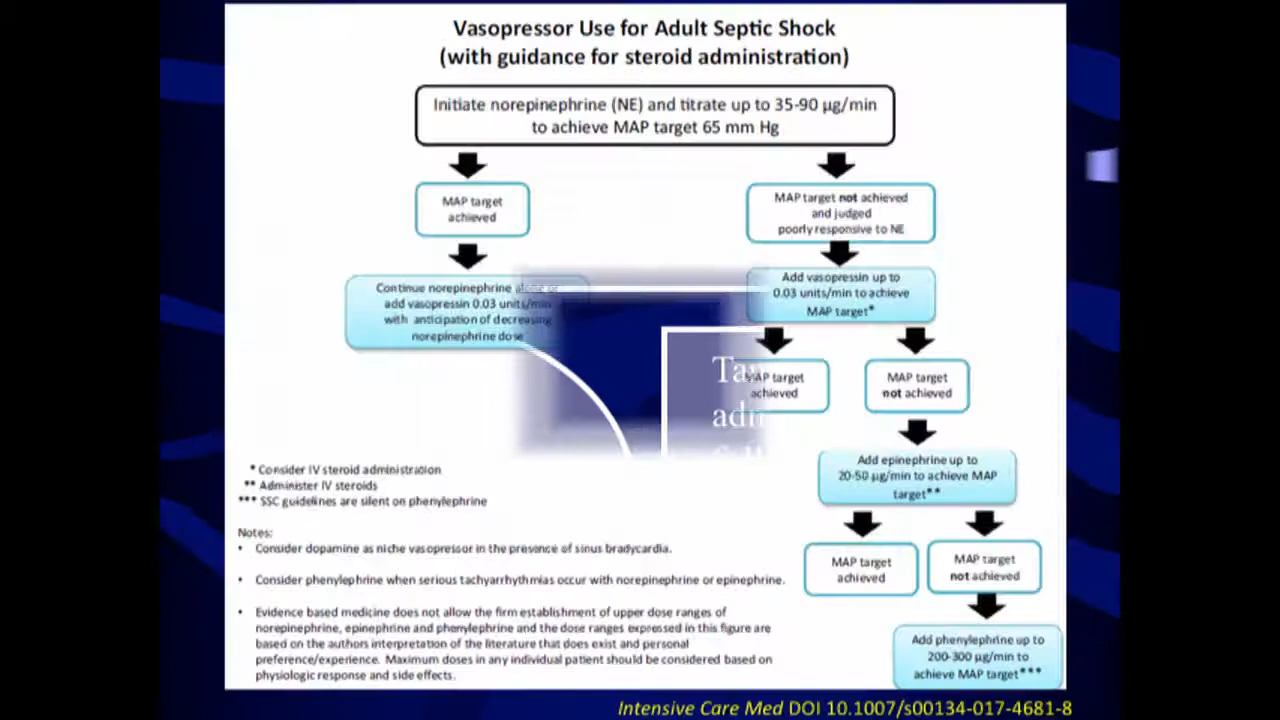 Vasopressor Use for Adult Septic Shock
(with guidance for steroid administration)
Initiate norepinephrine (NE) and titrate up to 35-90 μg/min
to achieve MAP target 65 mm Hg
MAP target
achieved
MAP target not achieved
and judged
poorly responsive to NE
Continue norepinephrine alone or
add vasopressin 0.03 units/min
with anticipation of decreasing
norepinephrine dose
Add vasopressin up to
0.03 units/min to achieve
MAP target*
MAP target
achieved
MAP target
not achieved
Add epinephrine up to
20-50 μg/min to achieve MAP
target**
MAP target
achieved
MAP target
not achieved
Add phenylephrine up to
200-300 μg/min to
achieve MAP target***
* Consider IV steroid administration
** Administer IV steroids
*** SSC guidelines are silent on phenylephrine
Notes:
• Consider dopamine as niche vasopressor in the presence of sinus bradycardia.
• Consider phenylephrine when serious tachyarrhythmias occur with norepinephrine or epinephrine.
• Evidence based medicine does not allow the firm establishment of upper dose ranges of
norepinephrine, epinephrine and phenylephrine and the dose ranges expressed in this figure are
based on the authors interpretation of the literature that does exist and personal
preference/experience. Maximum doses in any individual patient should be considered based on
physiologic response and side effects.
Intensive Care Med DOI 10.1007/s00134-017-4681-8